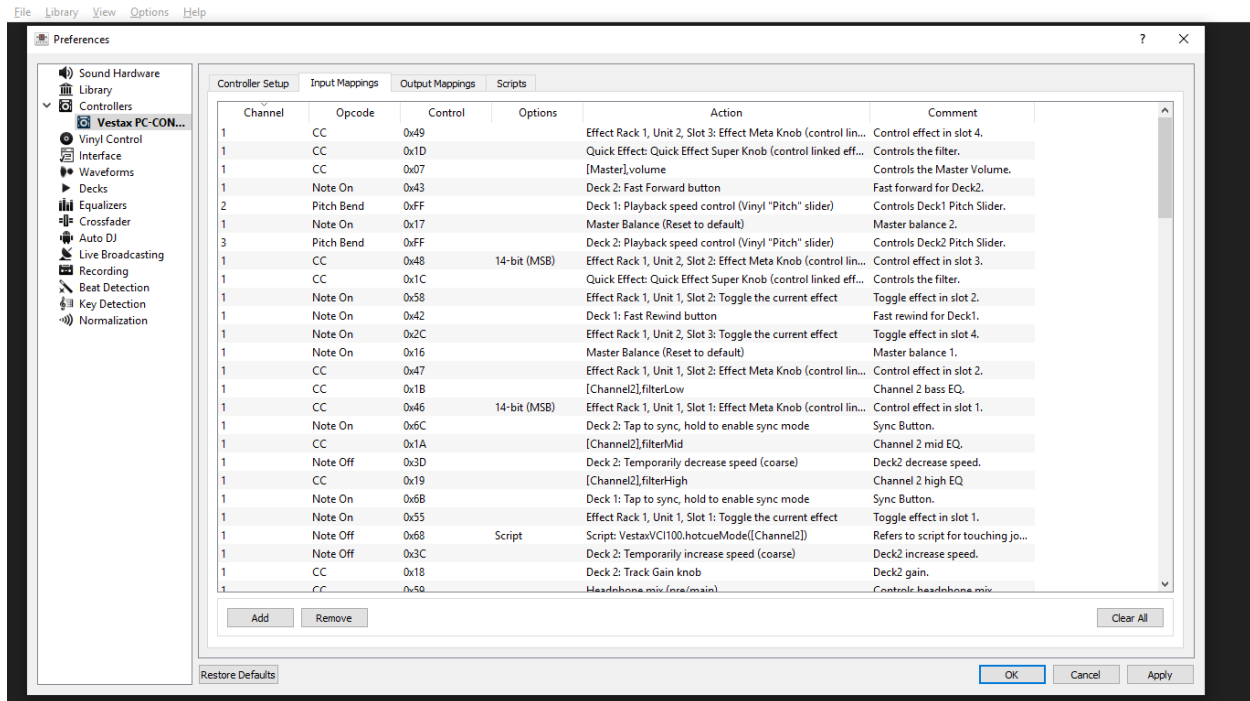 File Library View Options Help
Preferences ? ×
Sound Hardware
Library
Controllers
Vestax PC-CON...
Vinyl Control
Interface
Waveforms
Decks
Equalizers
Crossfader
Auto DJ
Live Broadcasting
Recording
Beat Detection
Key Detection
Normalization
Controller Setup Input Mappings Output Mappings Scripts
Channel Opcode Control Options Action Comment
1 CC 0x49 Effect Rack 1, Unit 2, Slot 3: Effect Meta Knob (control lin... Control effect in slot 4.
1 CC 0x1D Quick Effect: Quick Effect Super Knob (control linked eff... Controls the filter.
1 CC 0x07 [Master],volume Controls the Master Volume.
1 Note On 0x43 Deck 2: Fast Forward button Fast forward for Deck2.
2 Pitch Bend 0xFF Deck 1: Playback speed control (Vinyl "Pitch" slider) Controls Deck1 Pitch Slider.
1 Note On 0x17 Master Balance (Reset to default) Master balance 2.
3 Pitch Bend 0xFF Deck 2: Playback speed control (Vinyl "Pitch" slider) Controls Deck2 Pitch Slider.
1 CC 0x48 14-bit (MSB) Effect Rack 1, Unit 2, Slot 2: Effect Meta Knob (control lin... Control effect in slot 3.
1 CC 0x1C Quick Effect: Quick Effect Super Knob (control linked eff... Controls the filter.
1 Note On 0x58 Effect Rack 1, Unit 1, Slot 2: Toggle the current effect Toggle effect in slot 2.
1 Note On 0x42 Deck 1: Fast Rewind button Fast rewind for Deck1.
1 Note On 0x2C Effect Rack 1, Unit 2, Slot 3: Toggle the current effect Toggle effect in slot 4.
1 Note On 0x16 Master Balance (Reset to default) Master balance 1.
1 CC 0x47 Effect Rack 1, Unit 1, Slot 2: Effect Meta Knob (control lin... Control effect in slot 2.
1 CC 0x1B [Channel2],filterLow Channel 2 bass EQ.
1 CC 0x46 14-bit (MSB) Effect Rack 1, Unit 1, Slot 1: Effect Meta Knob (control lin... Control effect in slot 1.
1 Note On 0x6C Deck 2: Tap to sync, hold to enable sync mode Sync Button.
1 CC 0x1A [Channel2],filterMid Channel 2 mid EQ.
1 Note Off 0x3D Deck 2: Temporarily decrease speed (coarse) Deck2 decrease speed.
1 CC 0x19 [Channel2],filterHigh Channel 2 high EQ
1 Note On 0x6B Deck 1: Tap to sync, hold to enable sync mode Sync Button.
1 Note On 0x55 Effect Rack 1, Unit 1, Slot 1: Toggle the current effect Toggle effect in slot 1.
1 Note Off 0x68 Script Script: VestaxVCI100.hotcueMode([Channel2]) Refers to script for touching jo...
1 Note Off 0x3C Deck 2: Temporarily increase speed (coarse) Deck2 increase speed.
1 CC 0x18 Deck 2: Track Gain knob Deck2 gain.
1 CC 0x59 Headphone mix (pre/main) Controls headphone mix
Add Remove Clear All
Restore Defaults OK Cancel Apply